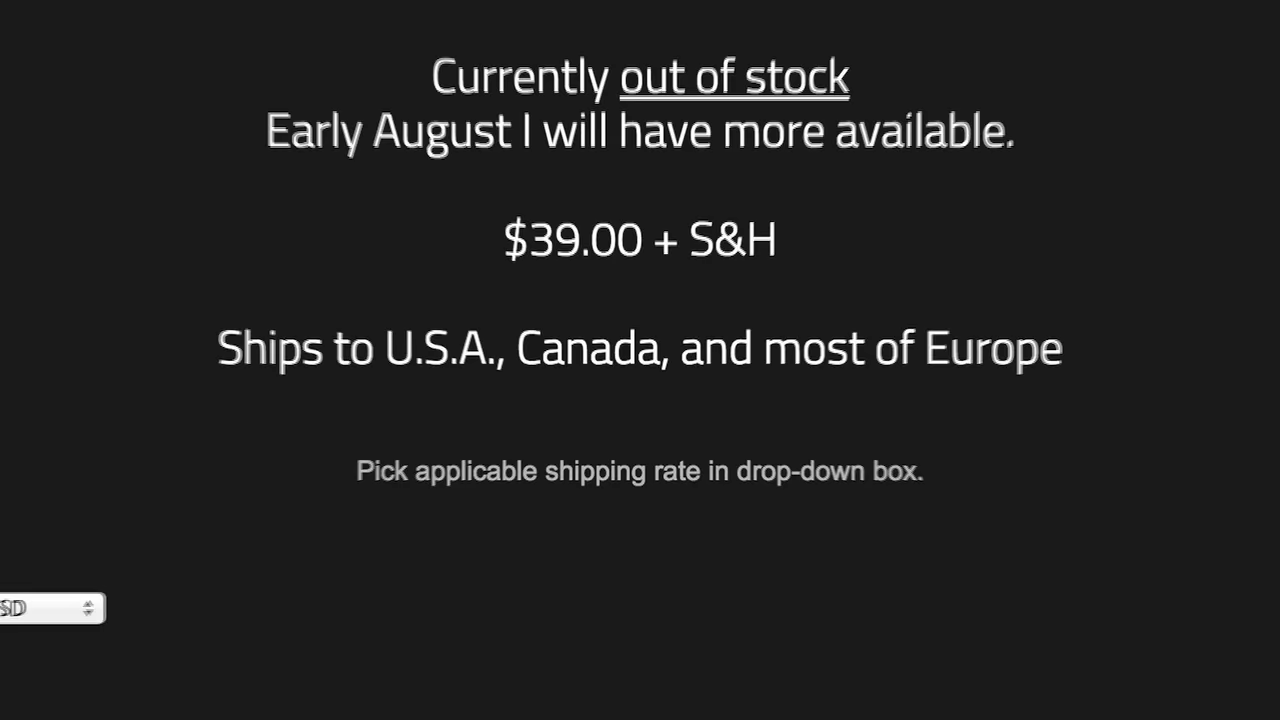 Currently out of stock
Early August I will have more available.
$39.00 + S&H
Ships to U.S.A., Canada, and most of Europe
Pick applicable shipping rate in drop-down box.
SD